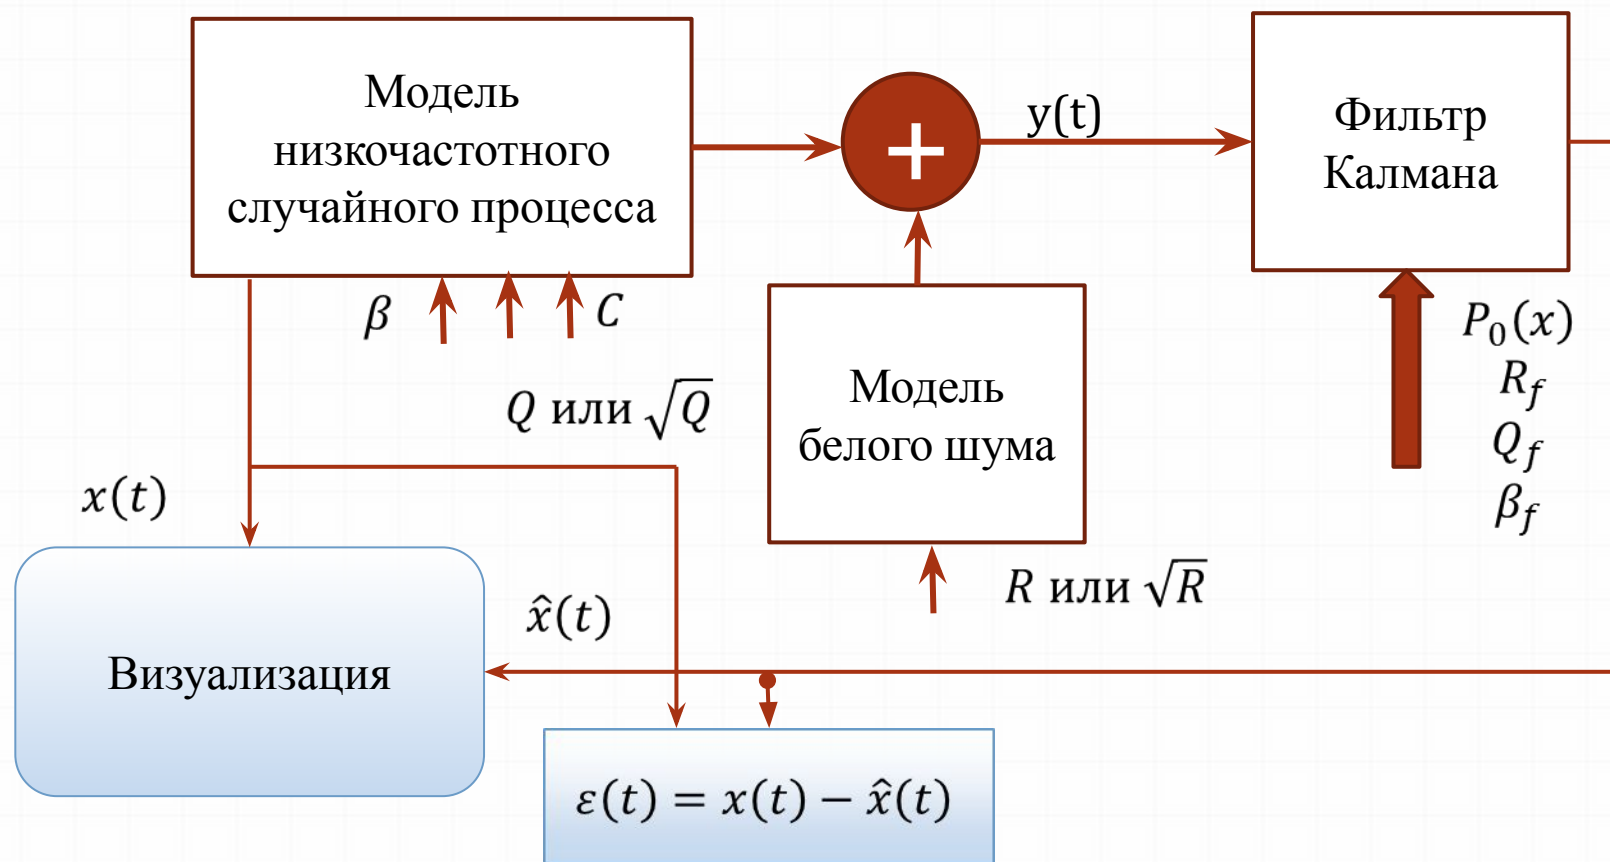 Модель
низкочастотного
случайного процесса
+
y(t)
Фильтр
Калмана
β
C
Q или √Q
Модель
белого шума
P₀(x)
R_f
Q_f
β_f
x(t)
R или √R
x̂(t)
Визуализация
ε(t) = x(t) − x̂(t)